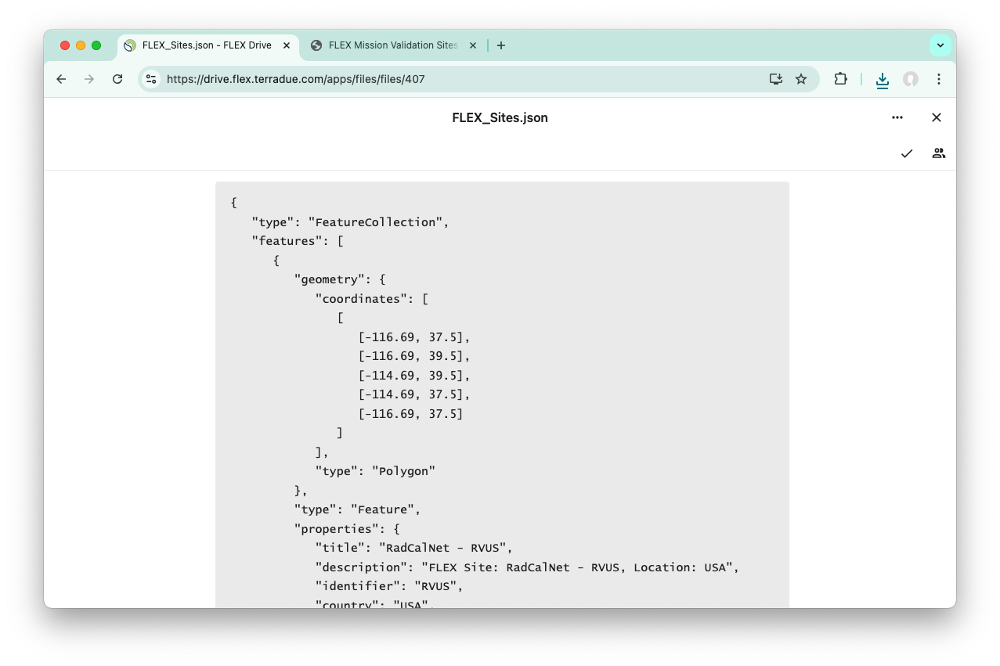 FLEX_Sites.json - FLEX Drive
FLEX Mission Validation Sites
https://drive.flex.terradue.com/apps/files/files/407
FLEX_Sites.json
{
"type": "FeatureCollection",
"features": [
{
"geometry": {
"coordinates": [
[
[-116.69, 37.5],
[-116.69, 39.5],
[-114.69, 39.5],
[-114.69, 37.5],
[-116.69, 37.5]
]
],
"type": "Polygon"
},
"type": "Feature",
"properties": {
"title": "RadCalNet - RVUS",
"description": "FLEX Site: RadCalNet - RVUS, Location: USA",
"identifier": "RVUS",
"country": "USA",